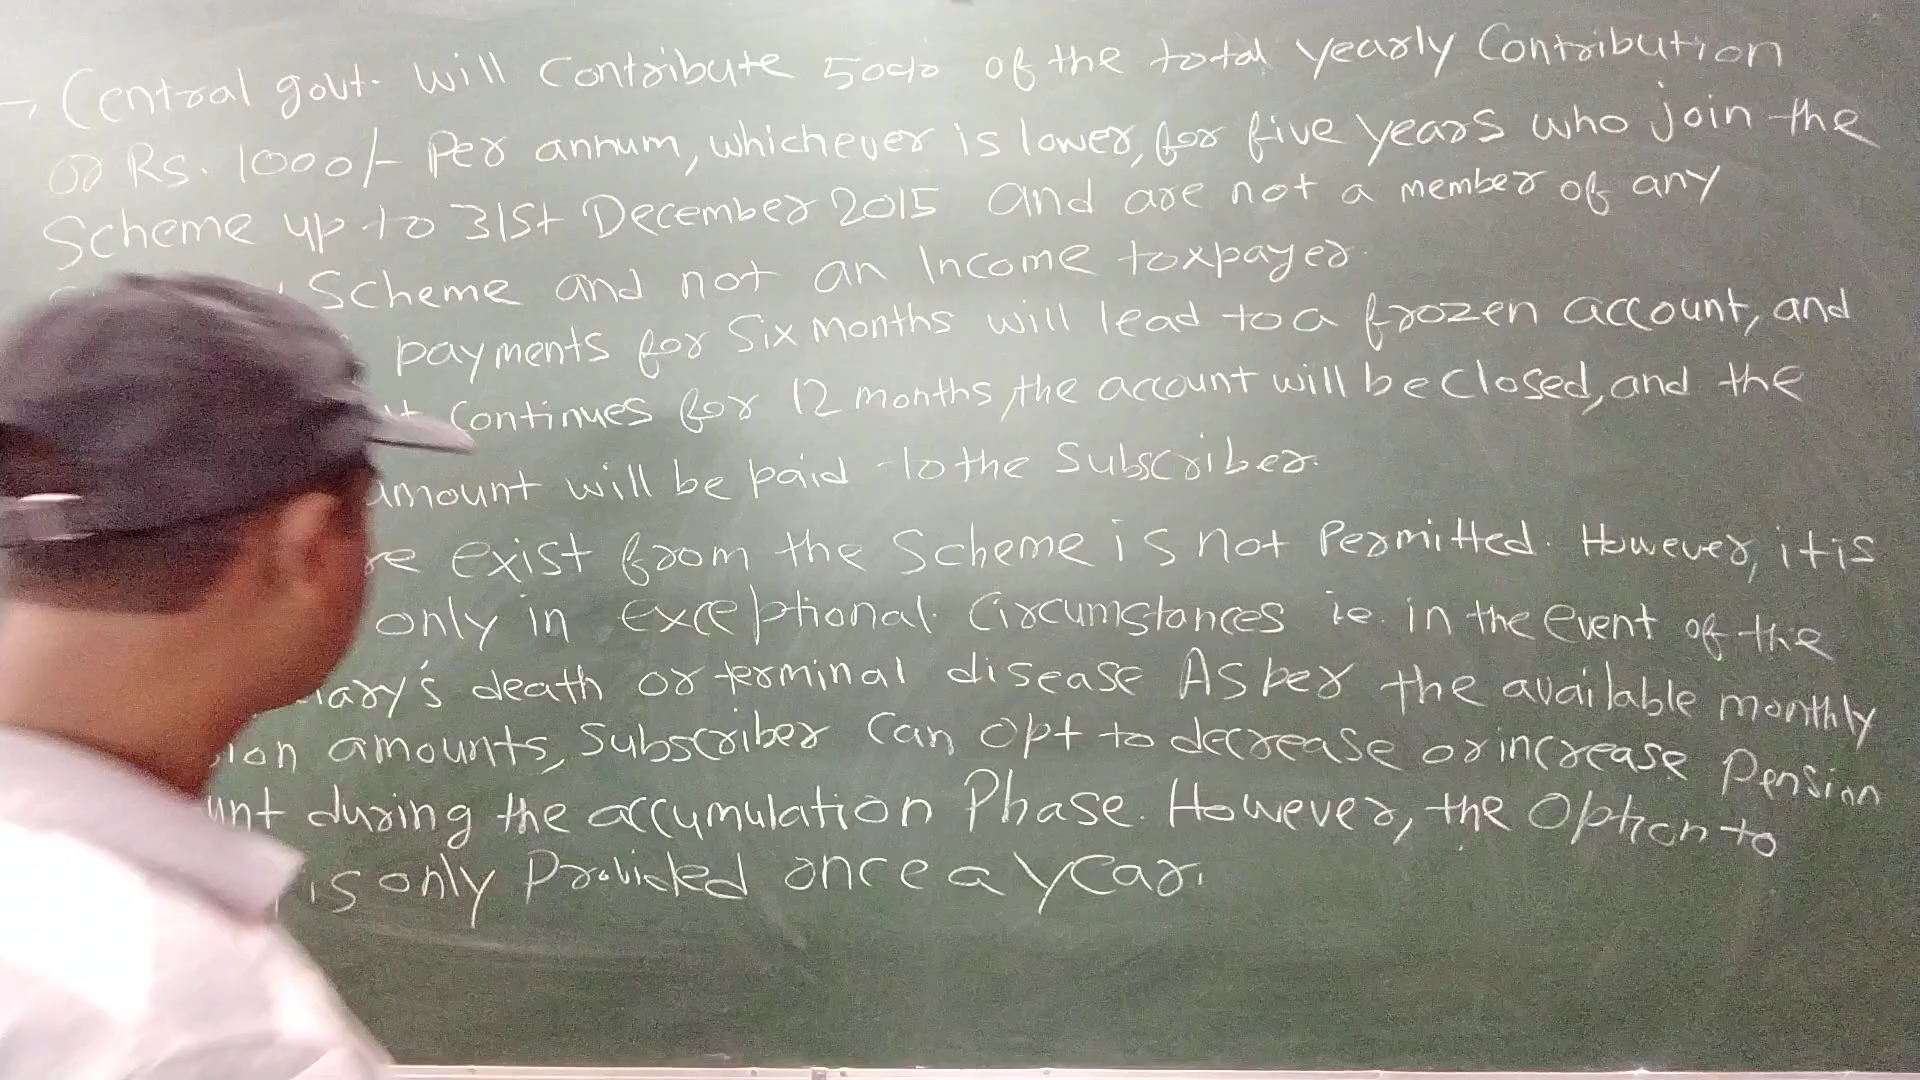 → Central govt. will contribute 50% of the total yearly Contribution
or Rs. 1000/- Per annum, whichever is lower, for five years who join the
Scheme up to 31st December 2015 and are not a member of any
Scheme and not an Income taxpayer.
payments for Six months will lead to a frozen account, and
continues for 12 months, the account will be closed, and the
amount will be paid to the Subscriber.
re exist from the Scheme is not Permitted. However, it is
only in exceptional. Circumstances ie. in the event of the
iary's death or terminal disease As per the available monthly
ion amounts, Subscriber can opt to decrease or increase Pension
unt during the accumulation Phase. However, the Option to
is only Provided once a year.